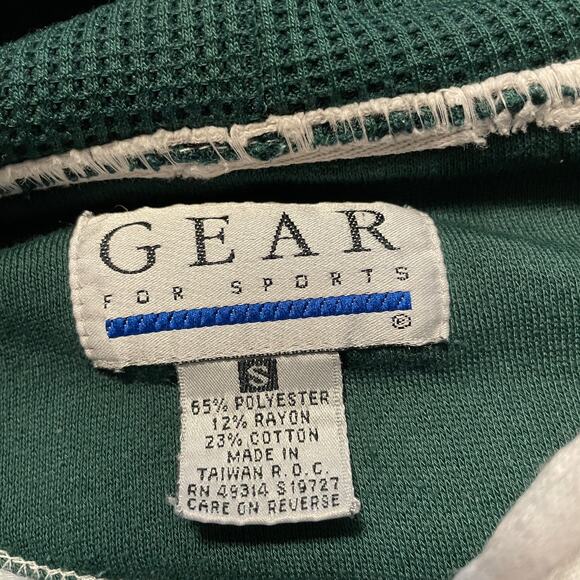 GEAR
FOR SPORTS
®
S
65% POLYESTER
12% RAYON
23% COTTON
MADE IN
TAIWAN R.O.C.
RN 49314 S19727
CARE ON REVERSE